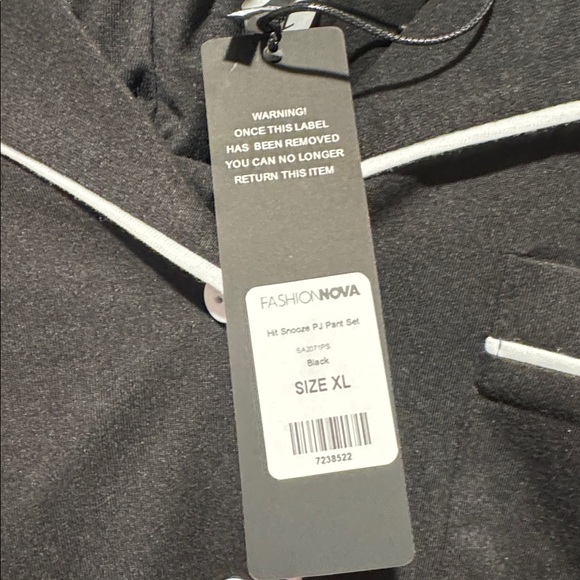 WARNING!
ONCE THIS LABEL
HAS BEEN REMOVED
YOU CAN NO LONGER
RETURN THIS ITEM
FASHIONNOVA
Hit Snooze PJ Pant Set
SA2071PS
Black
SIZE XL
7238522